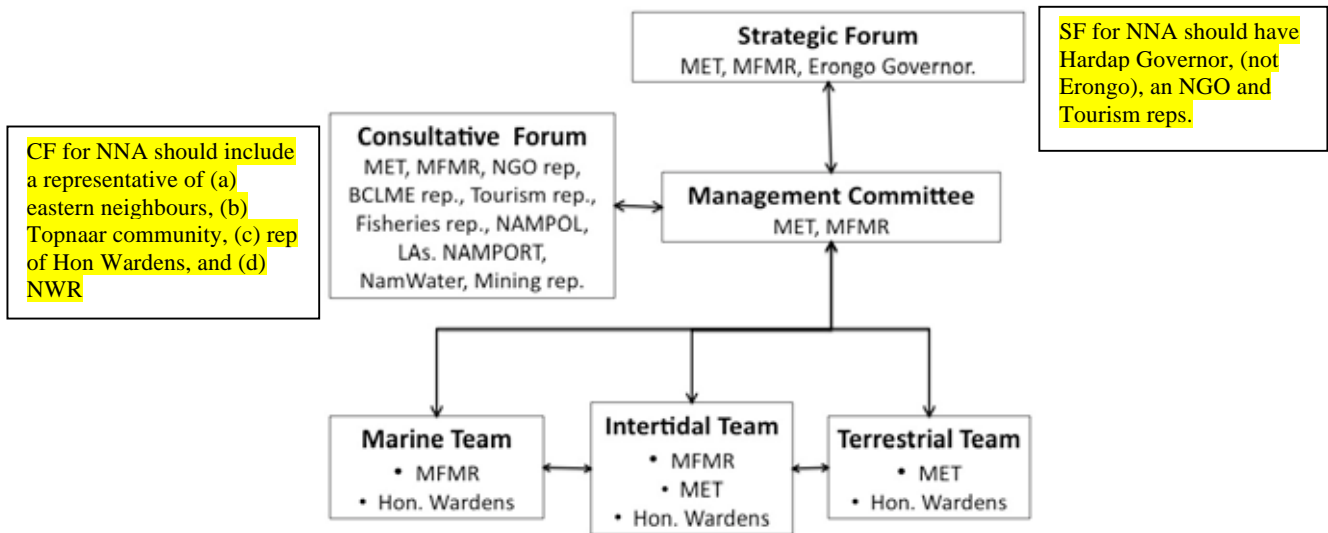 Strategic Forum
MET, MFMR, Erongo Governor.
SF for NNA should have
Hardap Governor, (not
Erongo), an NGO and
Tourism reps.
CF for NNA should include
a representative of (a)
eastern neighbours, (b)
Topnaar community, (c) rep
of Hon Wardens, and (d)
NWR
Consultative Forum
MET, MFMR, NGO rep,
BCLME rep., Tourism rep.,
Fisheries rep., NAMPOL,
LAs. NAMPORT,
NamWater, Mining rep.
Management Committee
MET, MFMR
Marine Team
• MFMR
• Hon. Wardens
Intertidal Team
• MFMR
• MET
• Hon. Wardens
Terrestrial Team
• MET
• Hon. Wardens